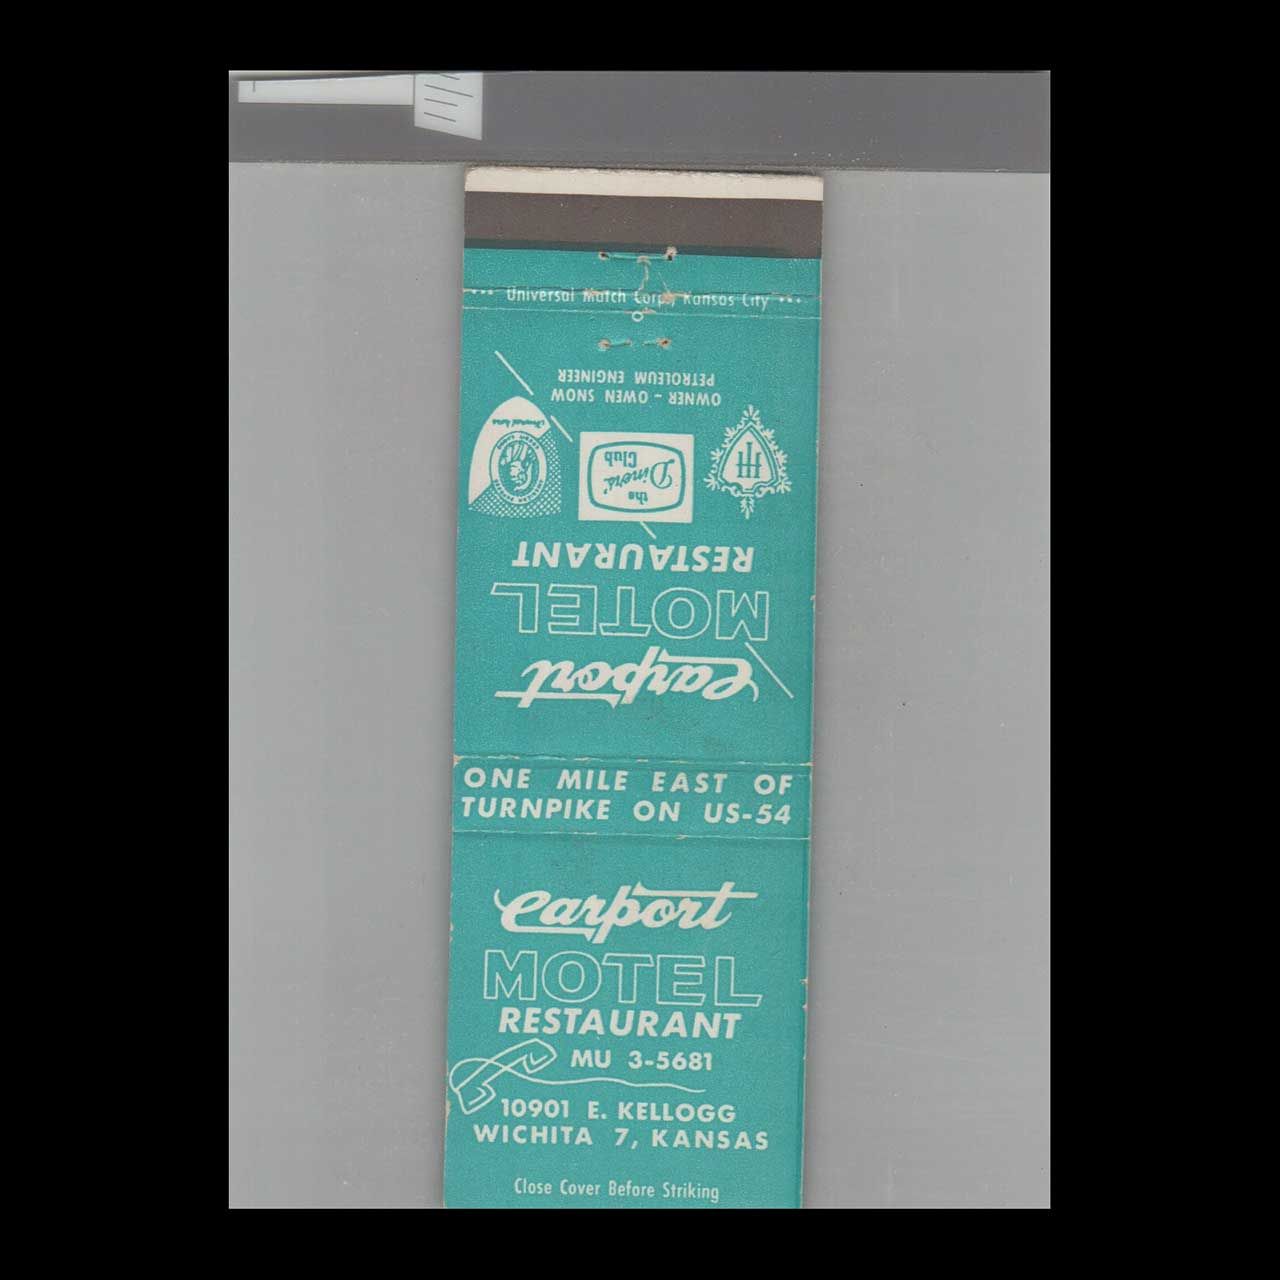 Universal Match Corp, Kansas City
OWNER - OWEN SNOW
PETROLEUM ENGINEER
the
Diners'
Club
Carport
MOTEL
RESTAURANT
ONE MILE EAST OF
TURNPIKE ON US-54
Carport
MOTEL
RESTAURANT
MU 3-5681
10901 E. KELLOGG
WICHITA 7, KANSAS
Close Cover Before Striking